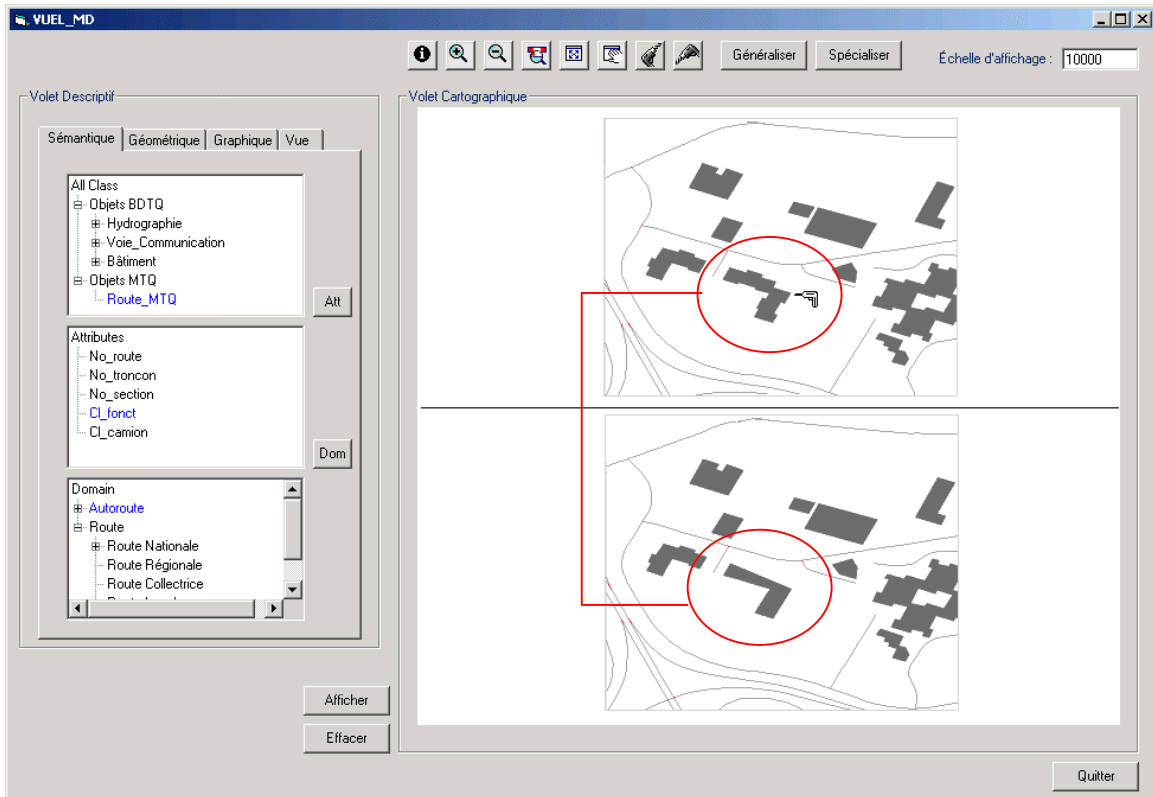 VUEL_MD
Généraliser
Spécialiser
Échelle d'affichage :
10000
Volet Descriptif
Sémantique
Géométrique
Graphique
Vue
All Class
Objets BDTQ
Hydrographie
Voie_Communication
Bâtiment
Objets MTQ
Route_MTQ
Att
Attributes
No_route
No_troncon
No_section
Cl_fonct
Cl_camion
Dom
Domain
Autoroute
Route
Route Nationale
Route Régionale
Route Collectrice
Afficher
Effacer
Volet Cartographique
Quitter